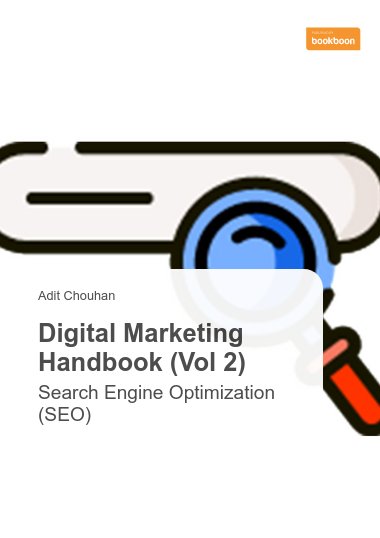 bookboon
Adit Chouhan
Digital Marketing
Handbook (Vol 2)
Search Engine Optimization
(SEO)